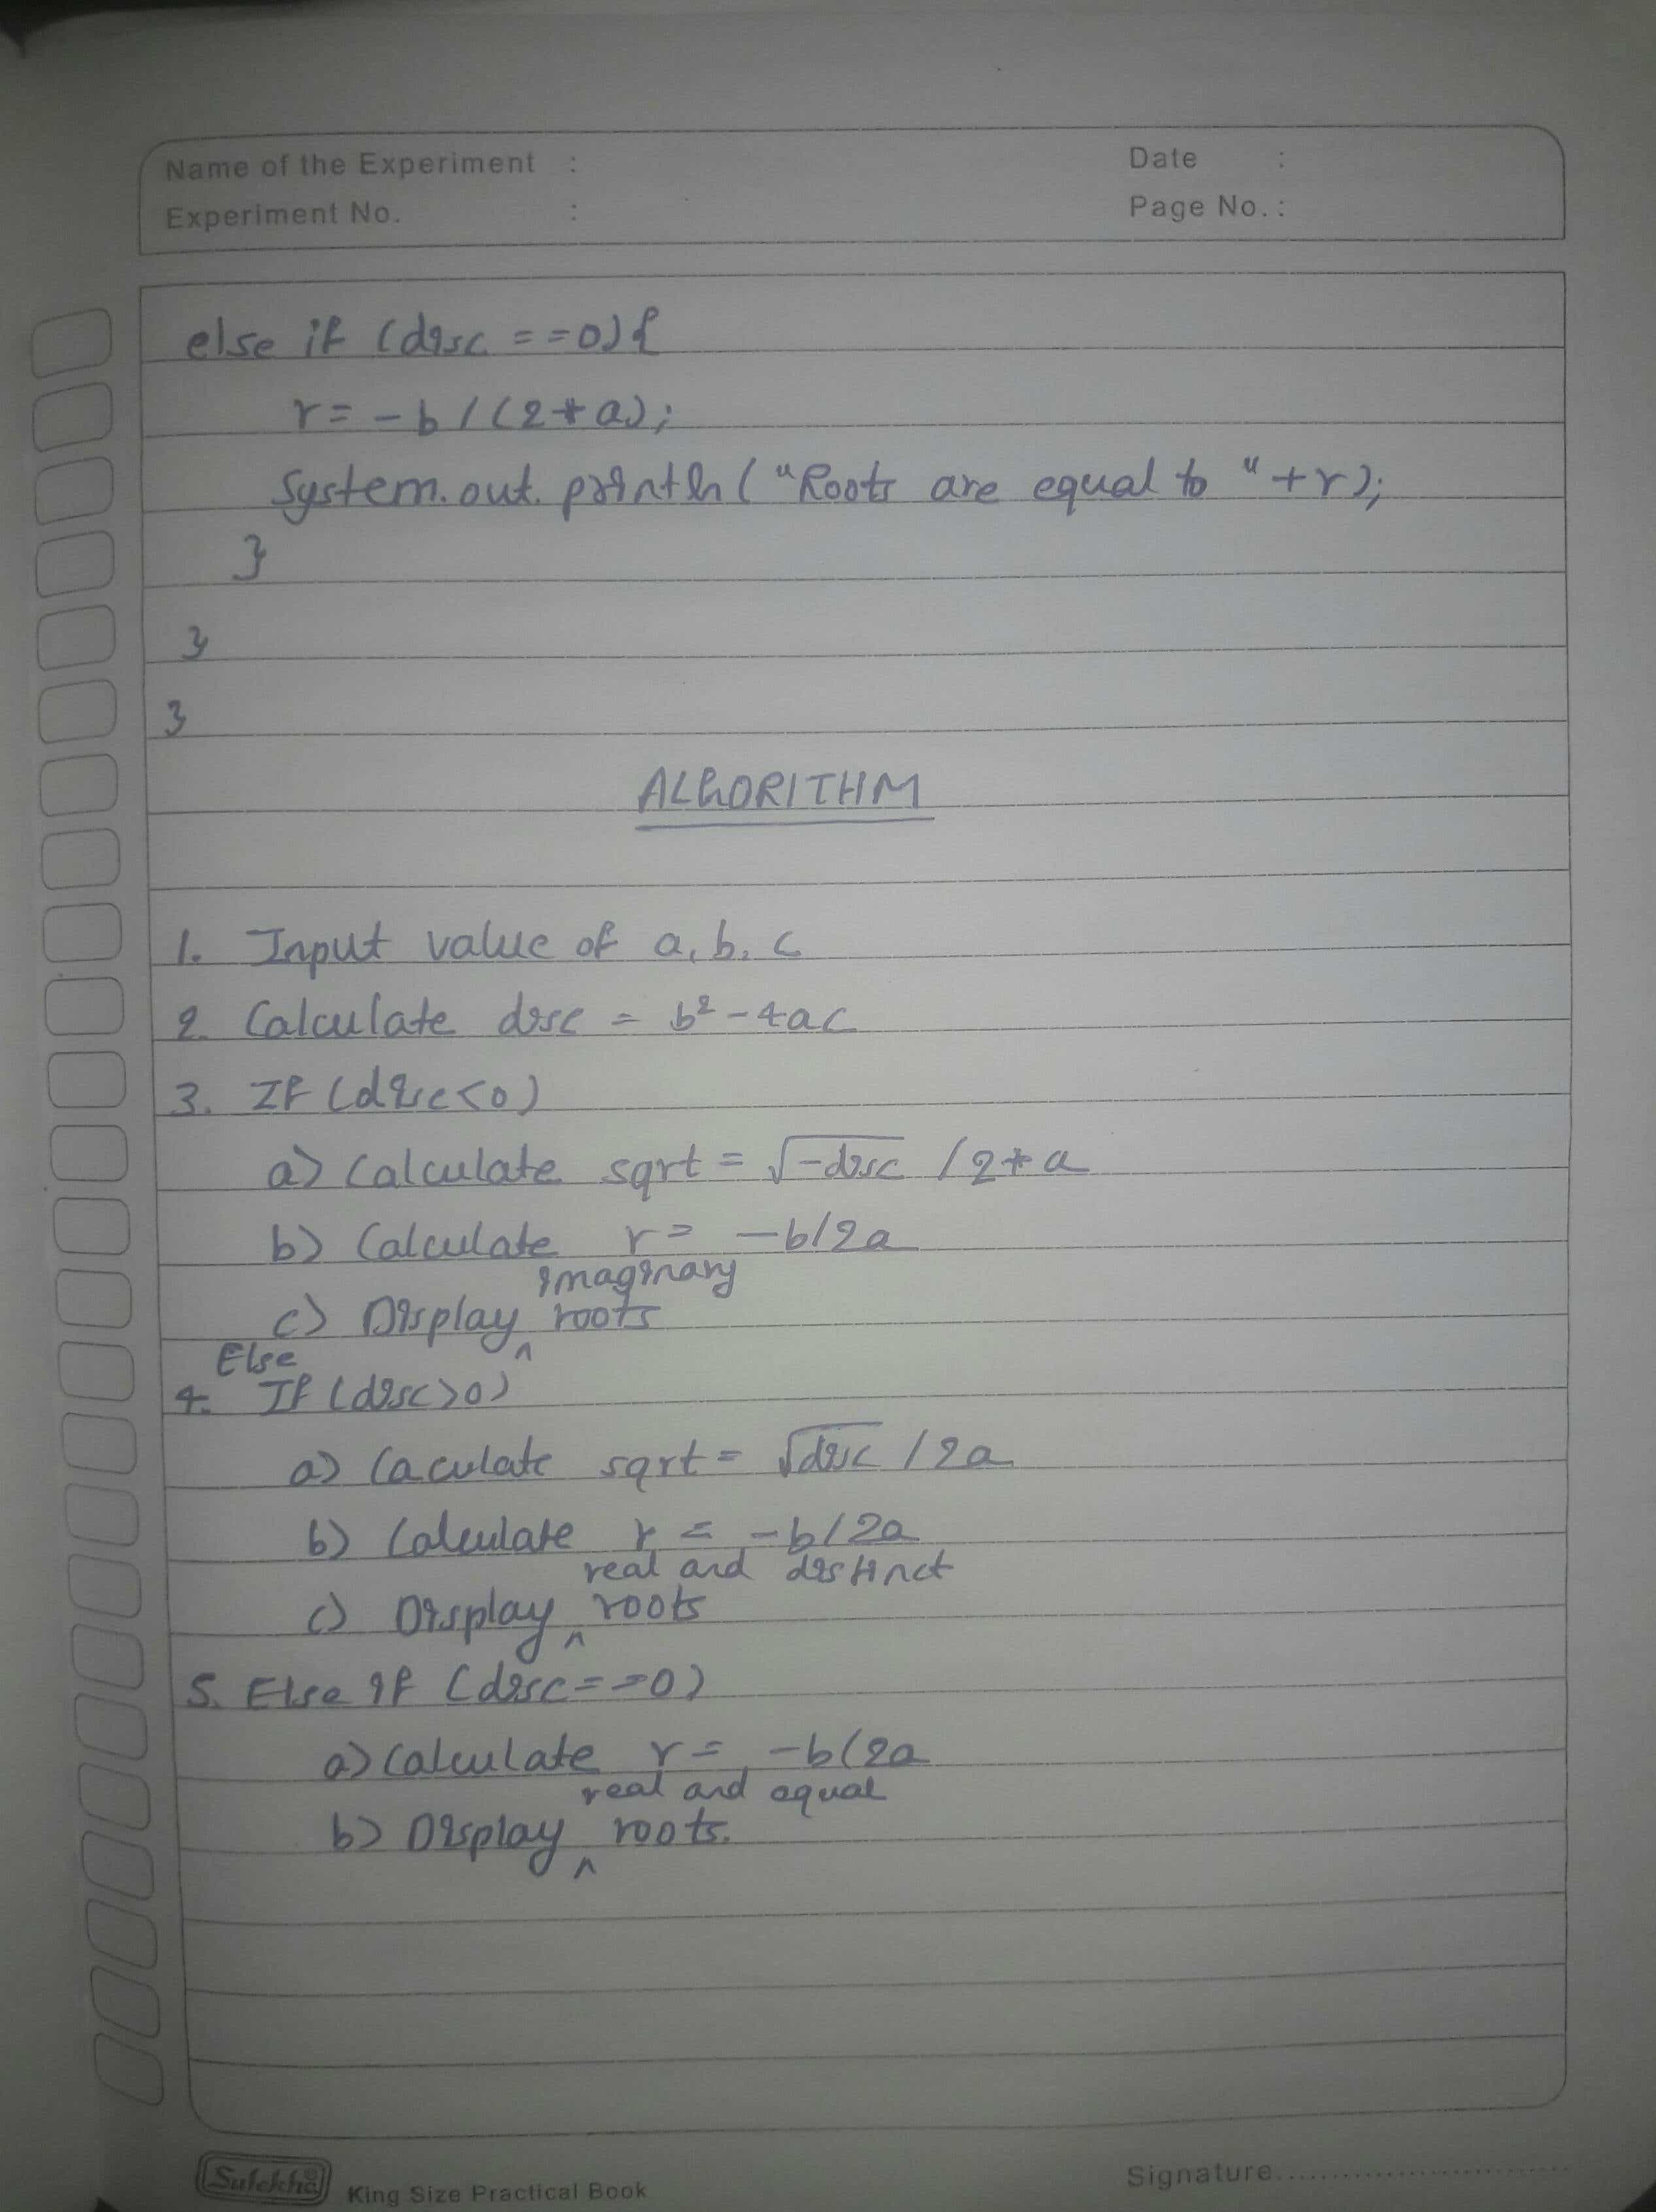 Name of the Experiment :
Date :
Experiment No. :
Page No. :
else if (disc ==0){
r= -b/(2*a);
System.out.println("Roots are equal to "+r);
}
}
}
ALGORITHM
1. Input value of a, b, c
2. Calculate disc = b² -4ac
3. If (disc<0)
a) Calculate sqrt = √-disc /2*a
b) Calculate r= -b/2a
imaginary
c) Display ^ roots
Else
4. If (disc>0)
a) Caculate sqrt = √disc /2a
b) Calculate r = -b/2a
real and distinct
c) Display ^ roots
5. Else if (disc==0)
a) Calculate r= -b/2a
real and equal
b) Display ^ roots.
Sulekha
King Size Practical Book
Signature....................................